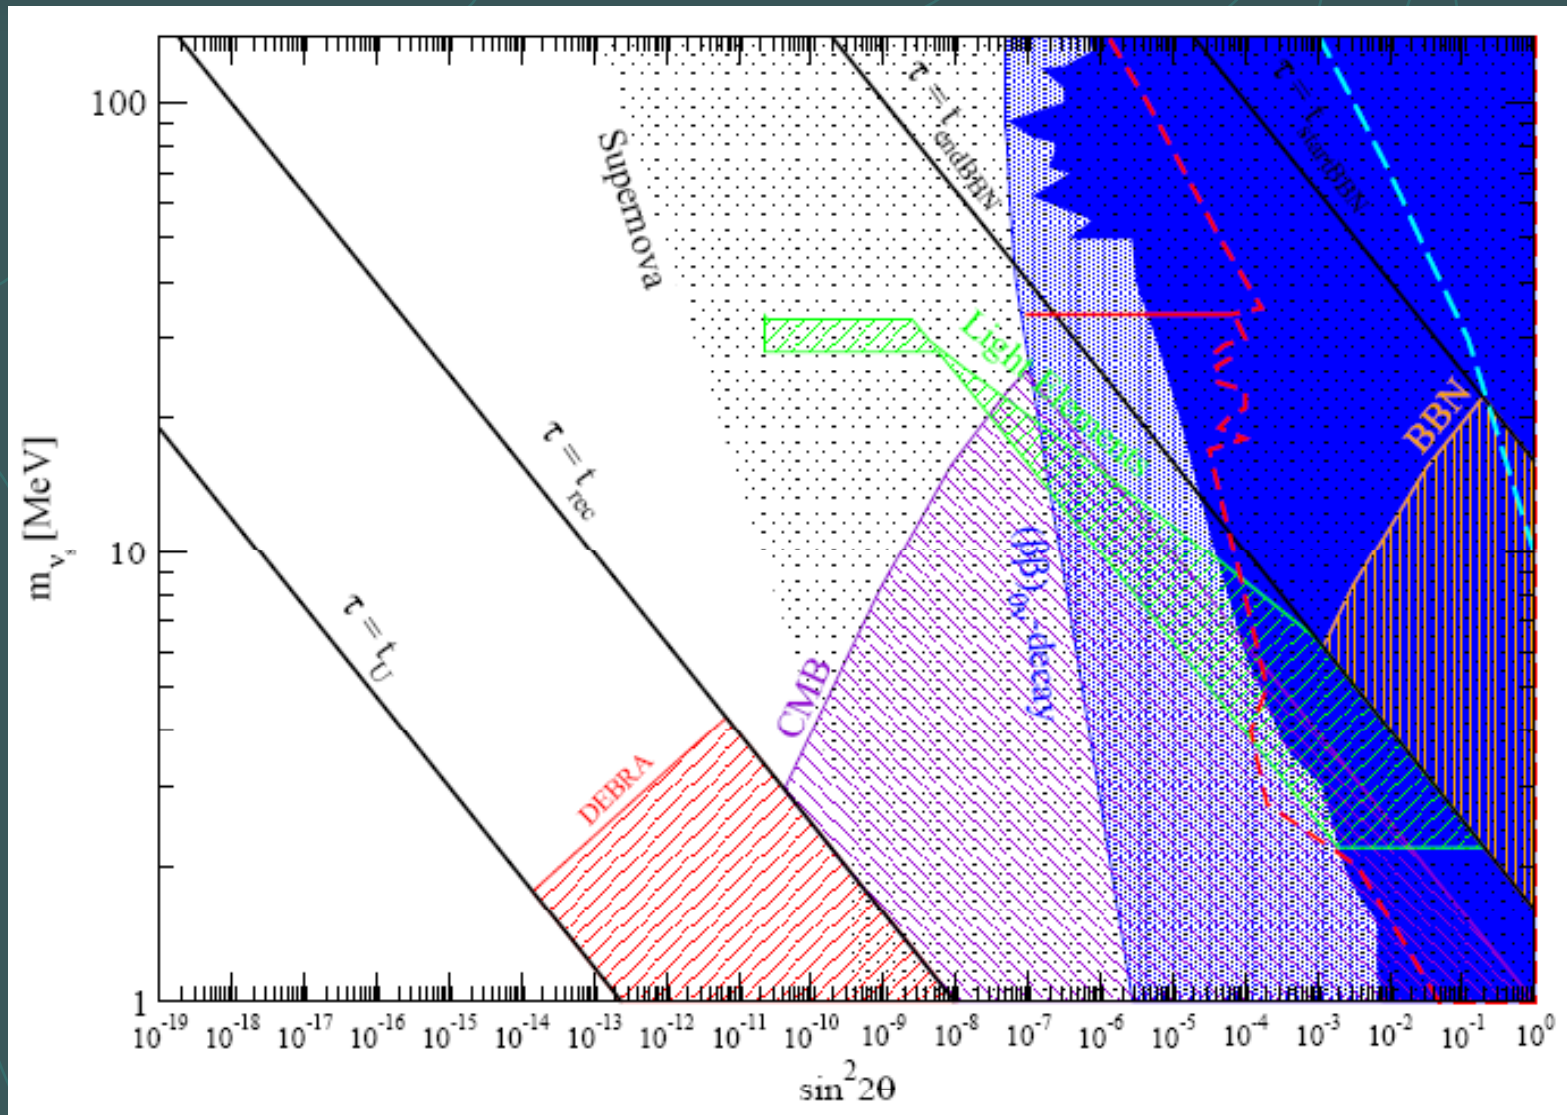 100
10
1
m_νs [MeV]
Supernova
τ = t_endBBN
τ = t_startBBN
Light Elements
BBN
τ = t_rec
(ββ)_0ν-decay
τ = t_U
CMB
DEBRA
10^-19 10^-18 10^-17 10^-16 10^-15 10^-14 10^-13 10^-12 10^-11 10^-10 10^-9 10^-8 10^-7 10^-6 10^-5 10^-4 10^-3 10^-2 10^-1 10^0
sin^2 2θ